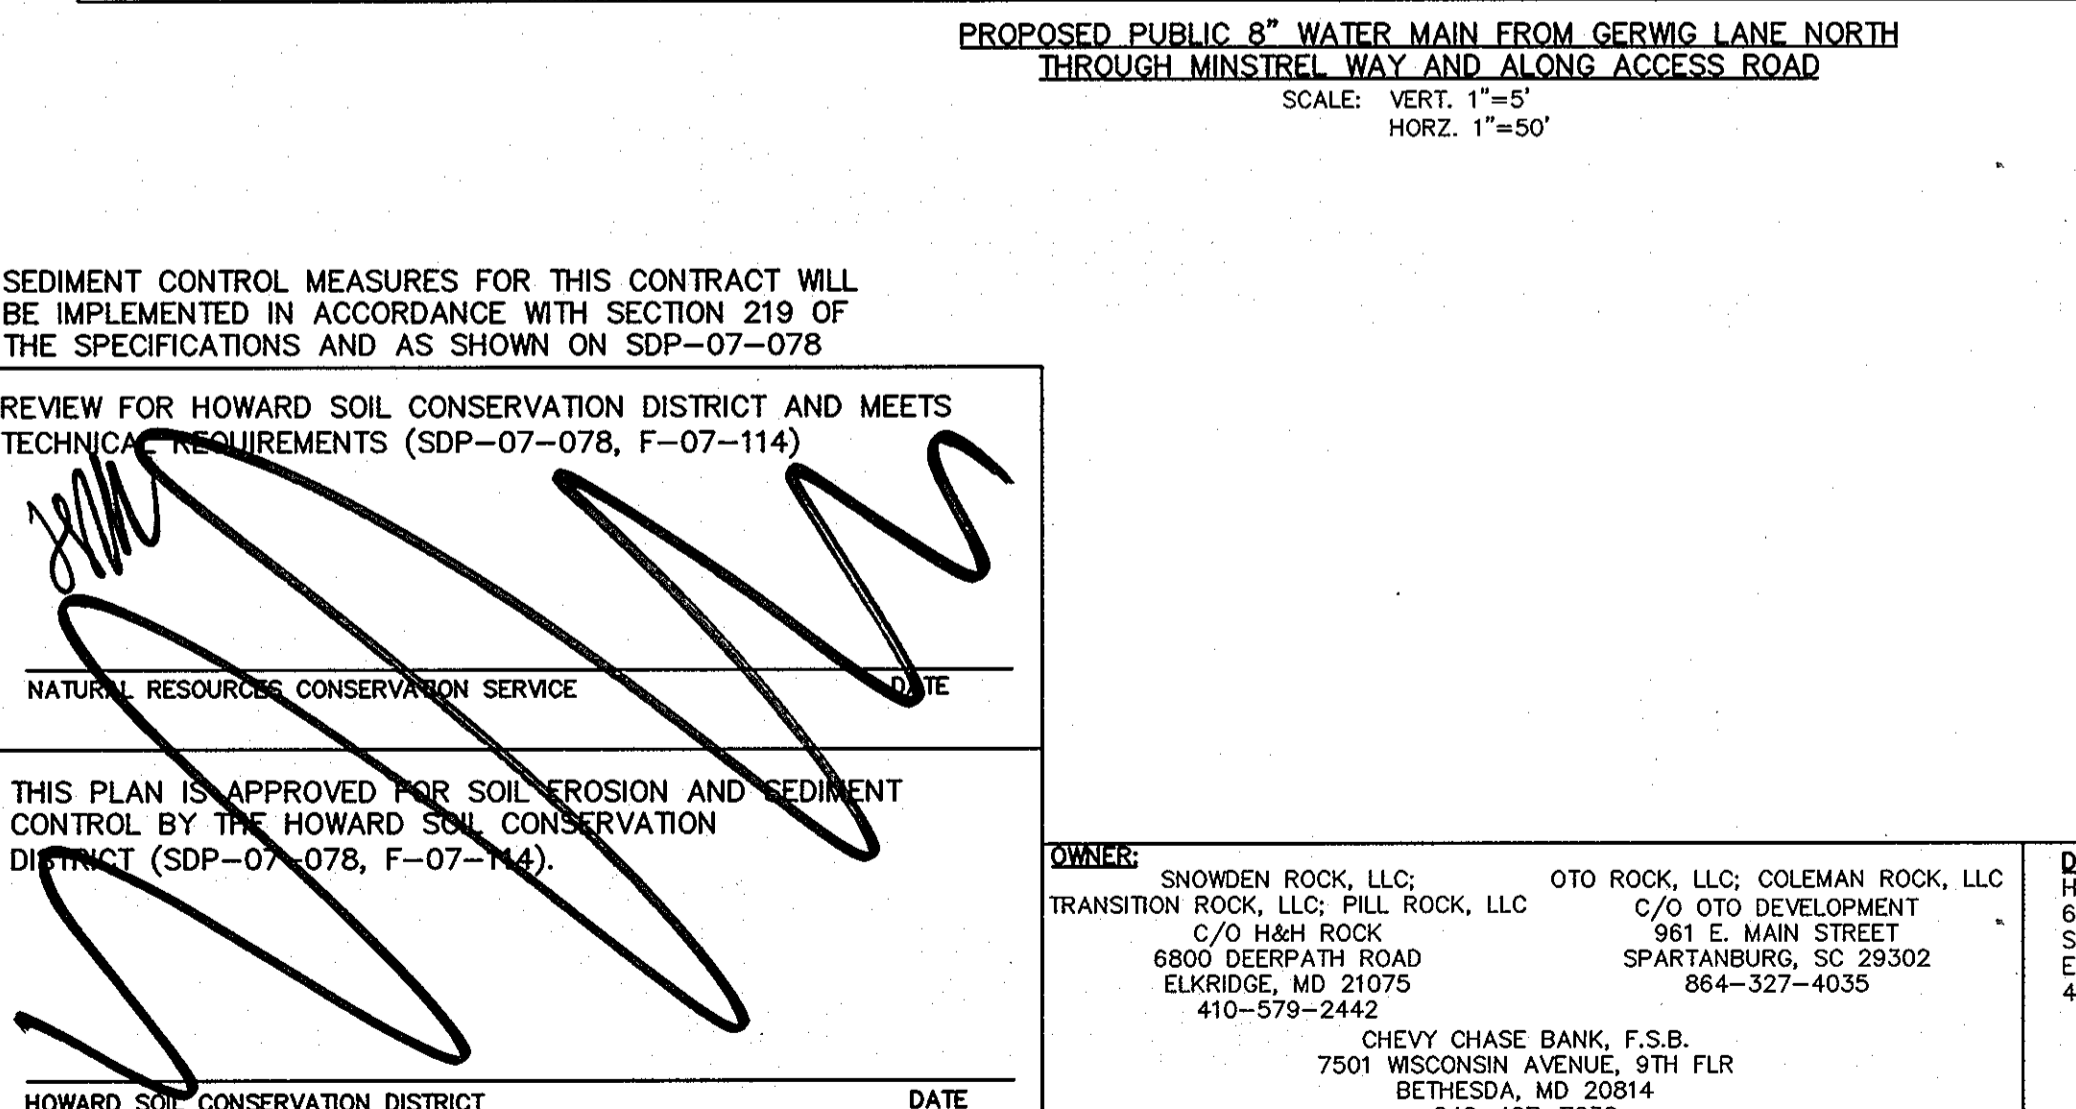 PROPOSED PUBLIC 8" WATER MAIN FROM GERWIG LANE NORTH
THROUGH MINSTREL WAY AND ALONG ACCESS ROAD
SCALE: VERT. 1"=5'
HORZ. 1"=50'
SEDIMENT CONTROL MEASURES FOR THIS CONTRACT WILL
BE IMPLEMENTED IN ACCORDANCE WITH SECTION 219 OF
THE SPECIFICATIONS AND AS SHOWN ON SDP-07-078
REVIEW FOR HOWARD SOIL CONSERVATION DISTRICT AND MEETS
TECHNICAL REQUIREMENTS (SDP-07-078, F-07-114)
NATURAL RESOURCES CONSERVATION SERVICE DATE
THIS PLAN IS APPROVED FOR SOIL EROSION AND SEDIMENT
CONTROL BY THE HOWARD SOIL CONSERVATION
DISTRICT (SDP-07-078, F-07-114).
HOWARD SOIL CONSERVATION DISTRICT DATE
OWNER:
SNOWDEN ROCK, LLC;
TRANSITION ROCK, LLC; PILL ROCK, LLC
C/O H&H ROCK
6800 DEERPATH ROAD
ELKRIDGE, MD 21075
410-579-2442
OTO ROCK, LLC; COLEMAN ROCK, LLC
C/O OTO DEVELOPMENT
961 E. MAIN STREET
SPARTANBURG, SC 29302
864-327-4035
CHEVY CHASE BANK, F.S.B.
7501 WISCONSIN AVENUE, 9TH FLR
BETHESDA, MD 20814
D
H
6
S
E
4